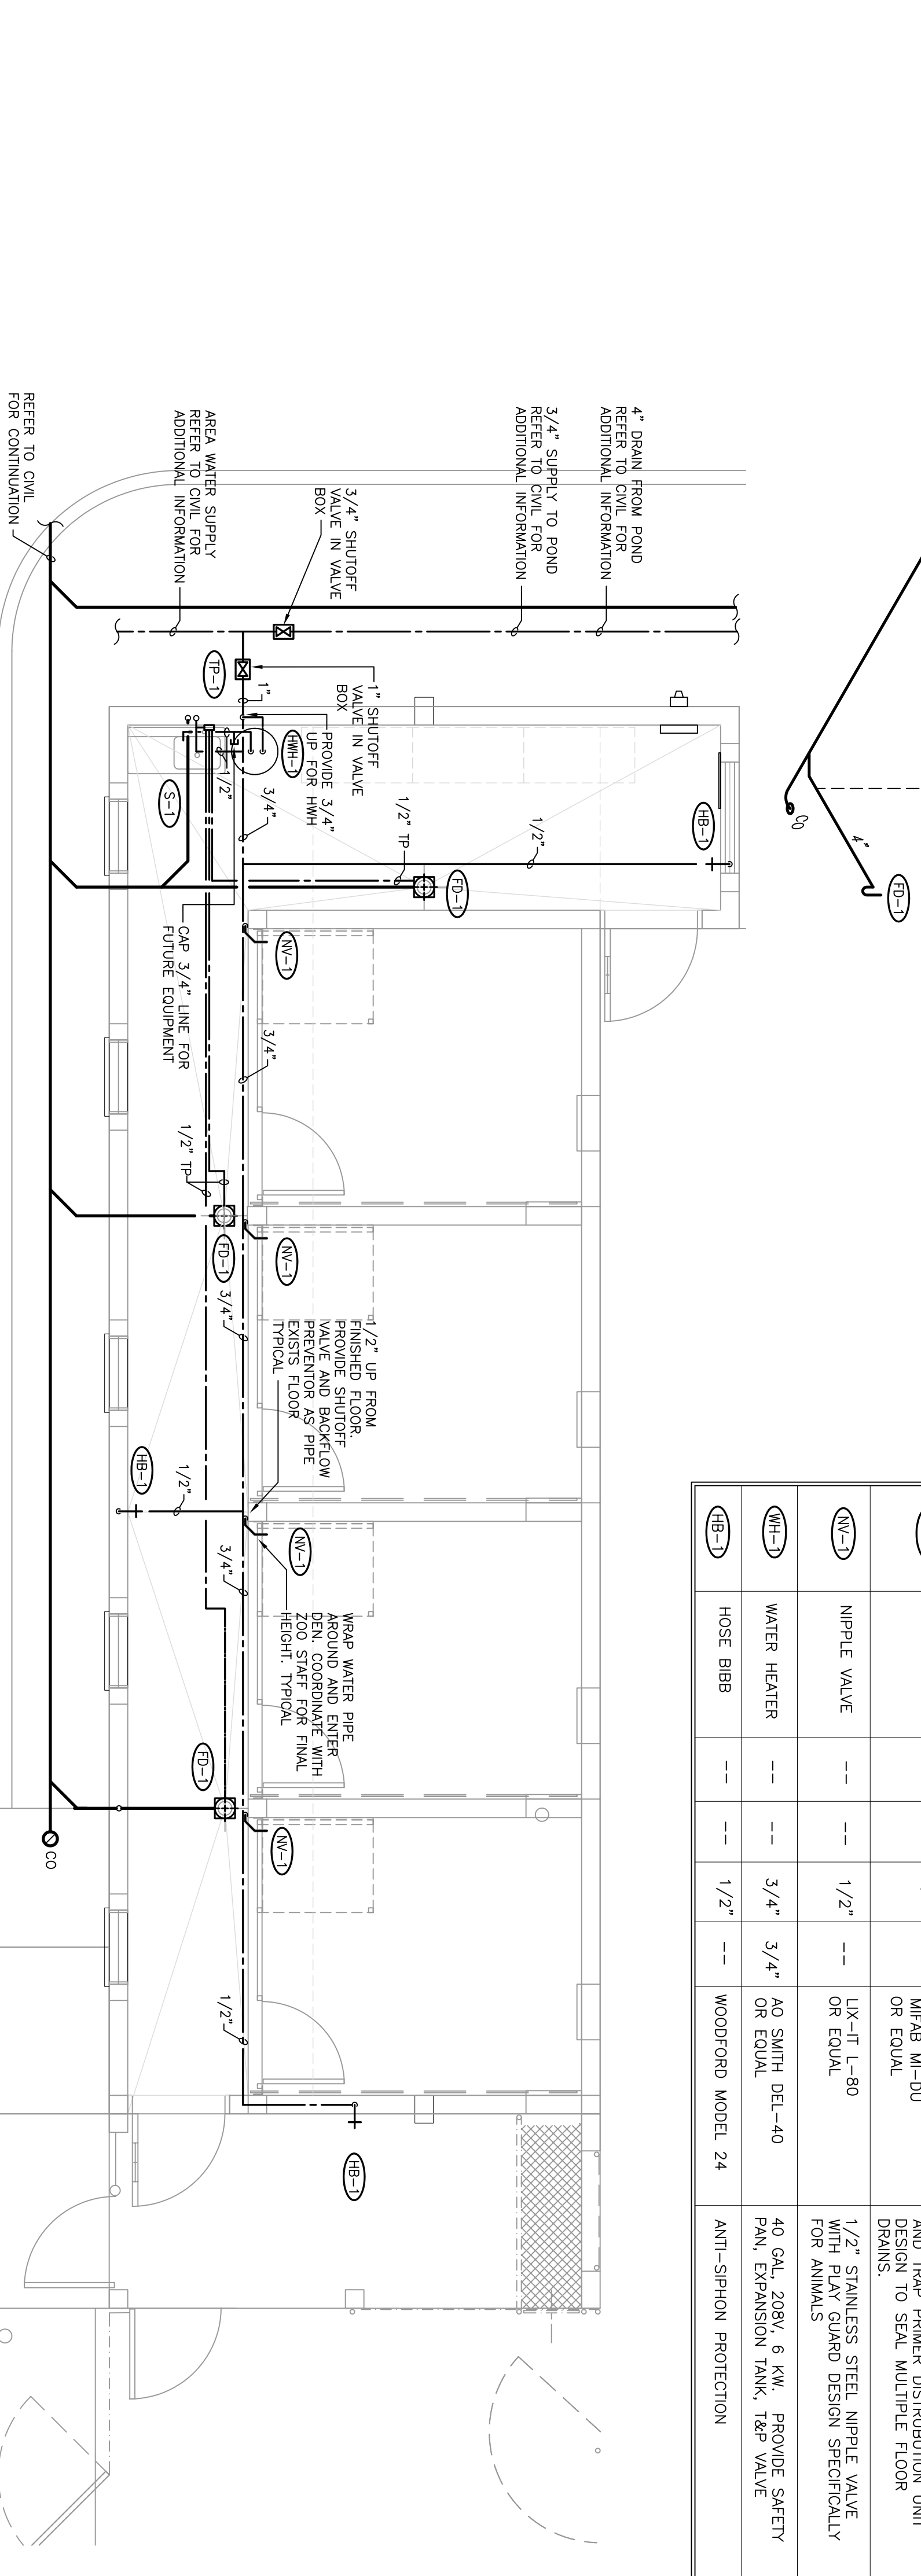 CO
4"
FD-1
4" DRAIN FROM POND
REFER TO CIVIL FOR
ADDITIONAL INFORMATION
3/4" SUPPLY TO POND
REFER TO CIVIL FOR
ADDITIONAL INFORMATION
3/4" SHUTOFF
VALVE IN VALVE
BOX
AREA WATER SUPPLY
REFER TO CIVIL FOR
ADDITIONAL INFORMATION
REFER TO CIVIL
FOR CONTINUATION
TP-1
1"
1" SHUTOFF
VALVE IN VALVE
BOX
HWH-1
PROVIDE 3/4"
UP FOR HWH
1/2"
S-1
3/4"
1/2" TP
1/2"
HB-1
FD-1
NV-1
CAP 3/4" LINE FOR
FUTURE EQUIPMENT
3/4"
1/2" TP
FD-1
NV-1
3/4"
1/2" UP FROM
FINISHED FLOOR.
PROVIDE SHUTOFF
VALVE AND BACKFLOW
PREVENTOR AS PIPE
EXISTS FLOOR
TYPICAL
HB-1
1/2"
NV-1
3/4"
WRAP WATER PIPE
AROUND AND ENTER
DEN. COORDINATE WITH
ZOO STAFF FOR FINAL
HEIGHT. TYPICAL
FD-1
NV-1
CO
1/2"
HB-1
MIFAB MI-DU
OR EQUAL
AND TRAP PRIMER DISTRUBUTION UNIT
DESIGN TO SEAL MULTIPLE FLOOR
DRAINS.
NV-1
NIPPLE VALVE
--
--
1/2"
--
LIX-IT L-80
OR EQUAL
1/2" STAINLESS STEEL NIPPLE VALVE
WITH PLAY GUARD DESIGN SPECIFICALLY
FOR ANIMALS
WH-1
WATER HEATER
--
--
3/4"
3/4"
AO SMITH DEL-40
OR EQUAL
40 GAL, 208V, 6 KW. PROVIDE SAFETY
PAN, EXPANSION TANK, T&P VALVE
HB-1
HOSE BIBB
--
--
1/2"
--
WOODFORD MODEL 24
ANTI-SIPHON PROTECTION